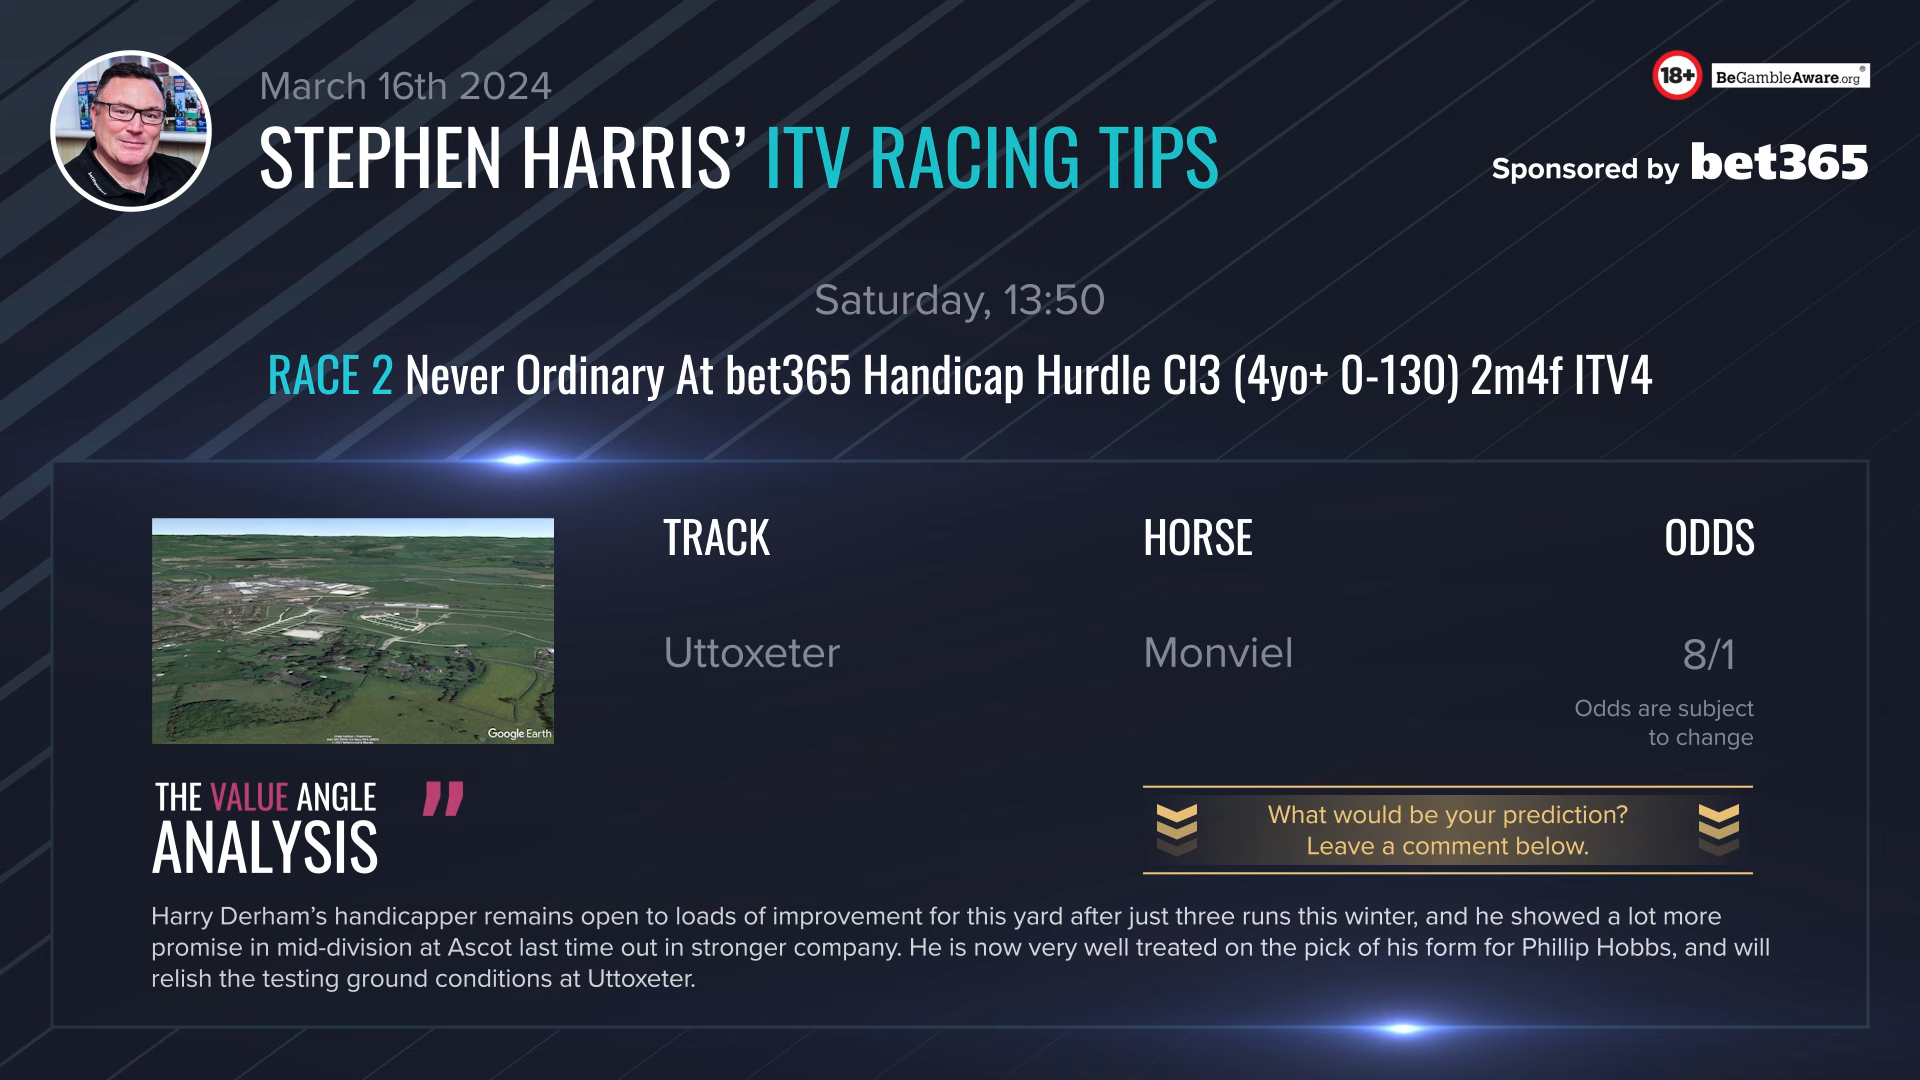 March 16th 2024
STEPHEN HARRIS’ ITV RACING TIPS
18+
BeGambleAware.org®
Sponsored by bet365
Saturday, 13:50
RACE 2 Never Ordinary At bet365 Handicap Hurdle Cl3 (4yo+ 0-130) 2m4f ITV4
TRACK
HORSE
ODDS
Uttoxeter
Monviel
8/1
Odds are subject
to change
Google Earth
THE VALUE ANGLE
ANALYSIS
”
What would be your prediction?
Leave a comment below.
Harry Derham’s handicapper remains open to loads of improvement for this yard after just three runs this winter, and he showed a lot more
promise in mid-division at Ascot last time out in stronger company. He is now very well treated on the pick of his form for Phillip Hobbs, and will
relish the testing ground conditions at Uttoxeter.